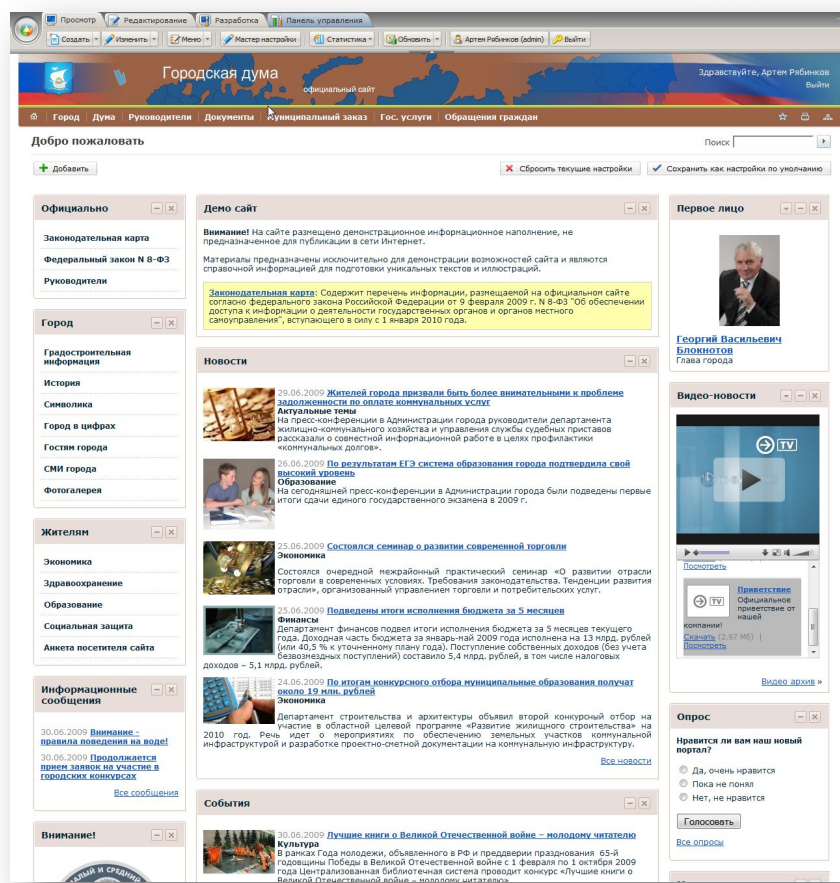 Просмотр Редактирование Разработка Панель управления
Создать Изменить Меню Мастер настройки Статистика Обновить Артем Рябинков (admin) Выйти
Городская дума
официальный сайт
Здравствуйте, Артем Рябинков
Выйти
Город Дума Руководители Документы Муниципальный заказ Гос. услуги Обращения граждан
Добро пожаловать
Поиск
Добавить
Сбросить текущие настройки
Сохранить как настройки по умолчанию
Официально
Законодательная карта
Федеральный закон N 8-ФЗ
Руководители
Город
Градостроительная
информация
История
Символика
Город в цифрах
Гостям города
СМИ города
Фотогалерея
Жителям
Экономика
Здравоохранение
Образование
Социальная защита
Анкета посетителя сайта
Информационные
сообщения
30.06.2009 Внимание -
правила поведения на воде!
30.06.2009 Продолжается
прием заявок на участие в
городских конкурсах
Все сообщения
Внимание!
МАЛЫЙ И СРЕДНИ
Демо сайт
Внимание! На сайте размещено демонстрационное информационное наполнение, не
предназначенное для публикации в сети Интернет.
Материалы предназначены исключительно для демонстрации возможностей сайта и являются
справочной информацией для подготовки уникальных текстов и иллюстраций.
Законодательная карта: Содержит перечень информации, размещаемой на официальном сайте
согласно федерального закона Российской Федерации от 9 февраля 2009 г. N 8-ФЗ "Об обеспечении
доступа к информации о деятельности государственных органов и органов местного
самоуправления", вступающего в силу с 1 января 2010 года.
Новости
29.06.2009 Жителей города призвали быть более внимательными к проблеме
задолженности по оплате коммунальных услуг
Актуальные темы
На пресс-конференции в Администрации города руководители департамента
жилищно-коммунального хозяйства и управления службы судебных приставов
рассказали о совместной информационной работе в целях профилактики
«коммунальных долгов».
26.06.2009 По результатам ЕГЭ система образования города подтвердила свой
высокий уровень
Образование
На сегодняшней пресс-конференции в Администрации города были подведены первые
итоги сдачи единого государственного экзамена в 2009 г.
25.06.2009 Состоялся семинар о развитии современной торговли
Экономика
Состоялся очередной межрайонный практический семинар «О развитии отрасли
торговли в современных условиях. Требования законодательства. Тенденции развития
отрасли», организованный управлением торговли и потребительских услуг.
25.06.2009 Подведены итоги исполнения бюджета за 5 месяцев
Финансы
Департамент финансов подвел итоги исполнения бюджета за 5 месяцев текущего
года. Доходная часть бюджета за январь-май 2009 года исполнена на 13 млрд. рублей
(или 40,5 % к уточненному плану года). Поступление собственных доходов (без учета
безвозмездных поступлений) составило 5,4 млрд. рублей, в том числе налоговых
доходов – 5,1 млрд. рублей.
24.06.2009 По итогам конкурсного отбора муниципальные образования получат
около 19 млн. рублей
Экономика
Департамент строительства и архитектуры объявил второй конкурсный отбор на
участие в областной целевой программе «Развитие жилищного строительства» на
2010 год. Речь идет о мероприятиях по обеспечению земельных участков коммунальной
инфраструктурой и разработке проектно-сметной документации на коммунальную инфраструктуру.
Все новости
События
30.06.2009 Лучшие книги о Великой Отечественной войне – молодому читателю
Культура
В рамках Года молодежи, объявленного в РФ и преддверии празднования 65-й
годовщины Победы в Великой Отечественной войне с 1 февраля по 1 октября 2009
года Централизованная библиотечная система проводит конкурс «Лучшие книги о
Великой Отечественной войне – молодому читателю».
Первое лицо
Георгий Васильевич
Блокнотов
Глава города
Видео-новости
TV
Посмотреть
TV
Приветствие
Официальное
приветствие от
нашей
компании!
Скачать (2.97 Мб) |
Посмотреть
Видео архив »
Опрос
Нравится ли вам наш новый
портал?
Да, очень нравится
Пока не понял
Нет, не нравится
Голосовать
Все опросы